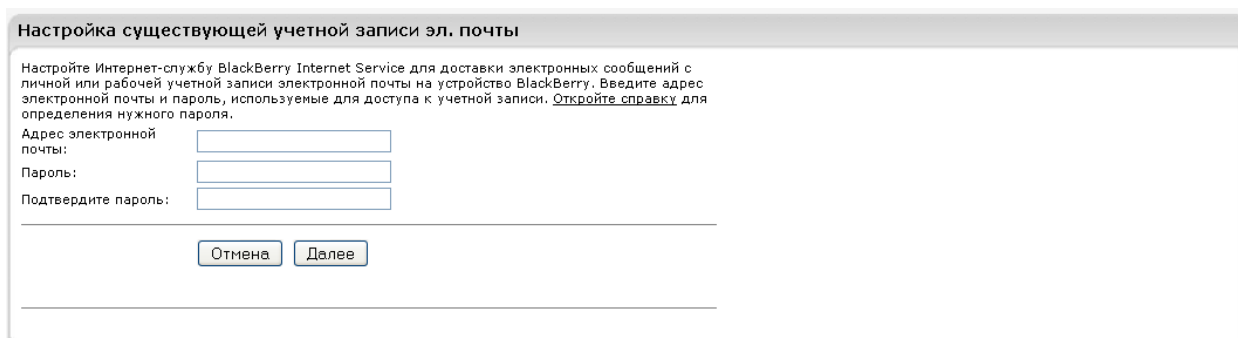 Настройка существующей учетной записи эл. почты
Настройте Интернет-службу BlackBerry Internet Service для доставки электронных сообщений с
личной или рабочей учетной записи электронной почты на устройство BlackBerry. Введите адрес
электронной почты и пароль, используемые для доступа к учетной записи. Откройте справку для
определения нужного пароля.
Адрес электронной
почты:
Пароль:
Подтвердите пароль:
Отмена Далее